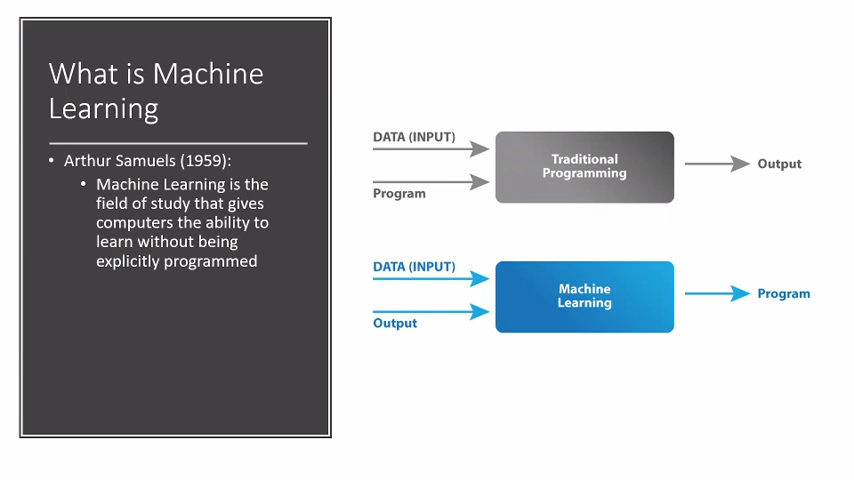 What is Machine
Learning
• Arthur Samuels (1959):
• Machine Learning is the
field of study that gives
computers the ability to
learn without being
explicitly programmed
DATA (INPUT)
Program
Traditional
Programming
Output
DATA (INPUT)
Output
Machine
Learning
Program